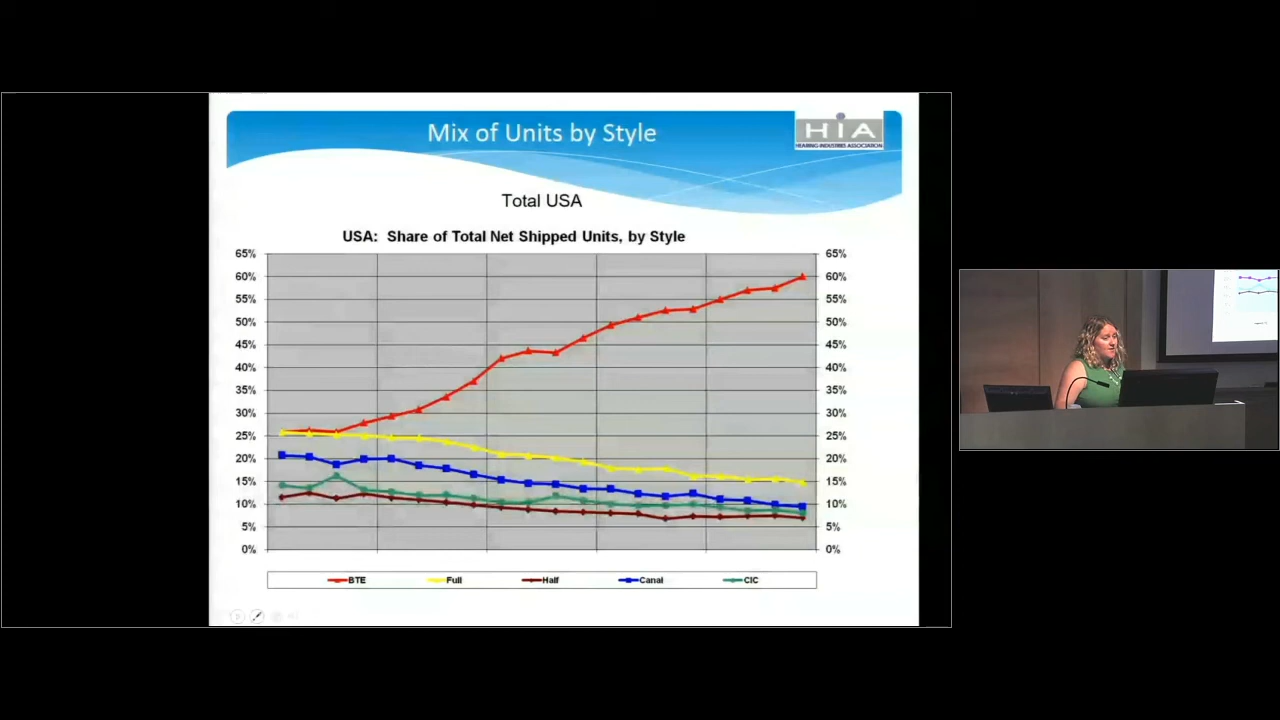 Mix of Units by Style
HIA
HEARING INDUSTRIES ASSOCIATION
Total USA
USA: Share of Total Net Shipped Units, by Style
65% 65%
60% 60%
55% 55%
50% 50%
45% 45%
40% 40%
35% 35%
30% 30%
25% 25%
20% 20%
15% 15%
10% 10%
5% 5%
0% 0%
BTE Full Half Canal CIC